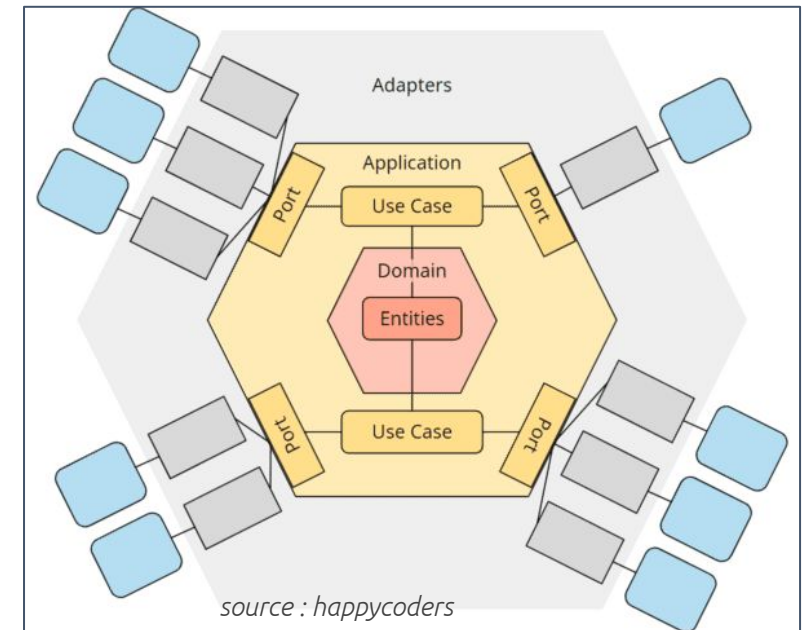 Adapters
Application
Port
Use Case
Port
Domain
Entities
Port
Use Case
Port
source : happycoders